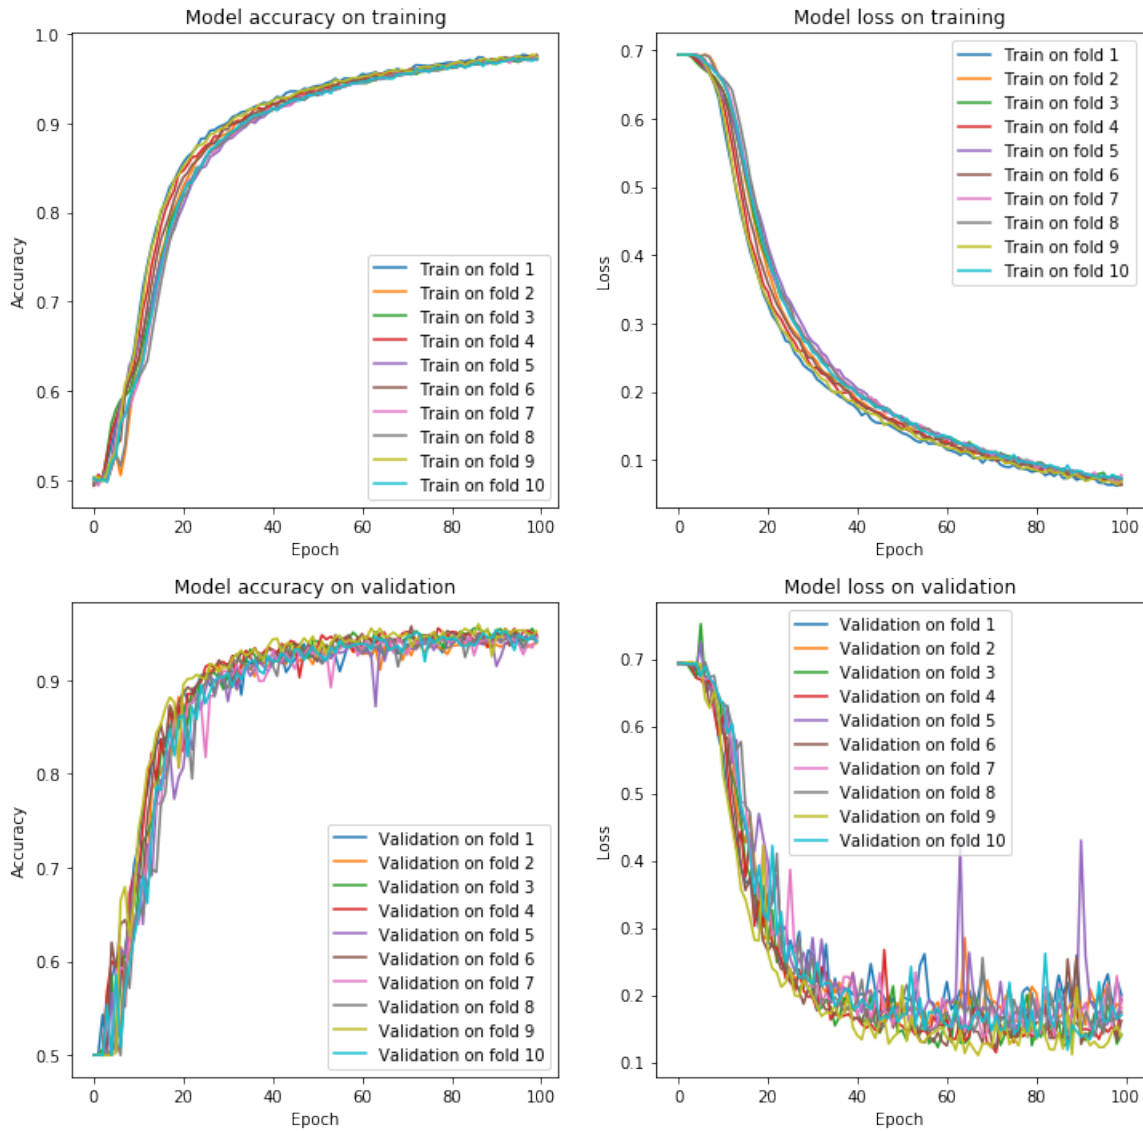 Model accuracy on training
1.0
0.9
0.8
0.7
0.6
0.5
Accuracy
Train on fold 1
Train on fold 2
Train on fold 3
Train on fold 4
Train on fold 5
Train on fold 6
Train on fold 7
Train on fold 8
Train on fold 9
Train on fold 10
0 20 40 60 80 100
Epoch
Model loss on training
0.7
0.6
0.5
0.4
0.3
0.2
0.1
Loss
Train on fold 1
Train on fold 2
Train on fold 3
Train on fold 4
Train on fold 5
Train on fold 6
Train on fold 7
Train on fold 8
Train on fold 9
Train on fold 10
0 20 40 60 80 100
Epoch
Model accuracy on validation
0.9
0.8
0.7
0.6
0.5
Accuracy
Validation on fold 1
Validation on fold 2
Validation on fold 3
Validation on fold 4
Validation on fold 5
Validation on fold 6
Validation on fold 7
Validation on fold 8
Validation on fold 9
Validation on fold 10
0 20 40 60 80 100
Epoch
Model loss on validation
0.7
0.6
0.5
0.4
0.3
0.2
0.1
Loss
Validation on fold 1
Validation on fold 2
Validation on fold 3
Validation on fold 4
Validation on fold 5
Validation on fold 6
Validation on fold 7
Validation on fold 8
Validation on fold 9
Validation on fold 10
0 20 40 60 80 100
Epoch